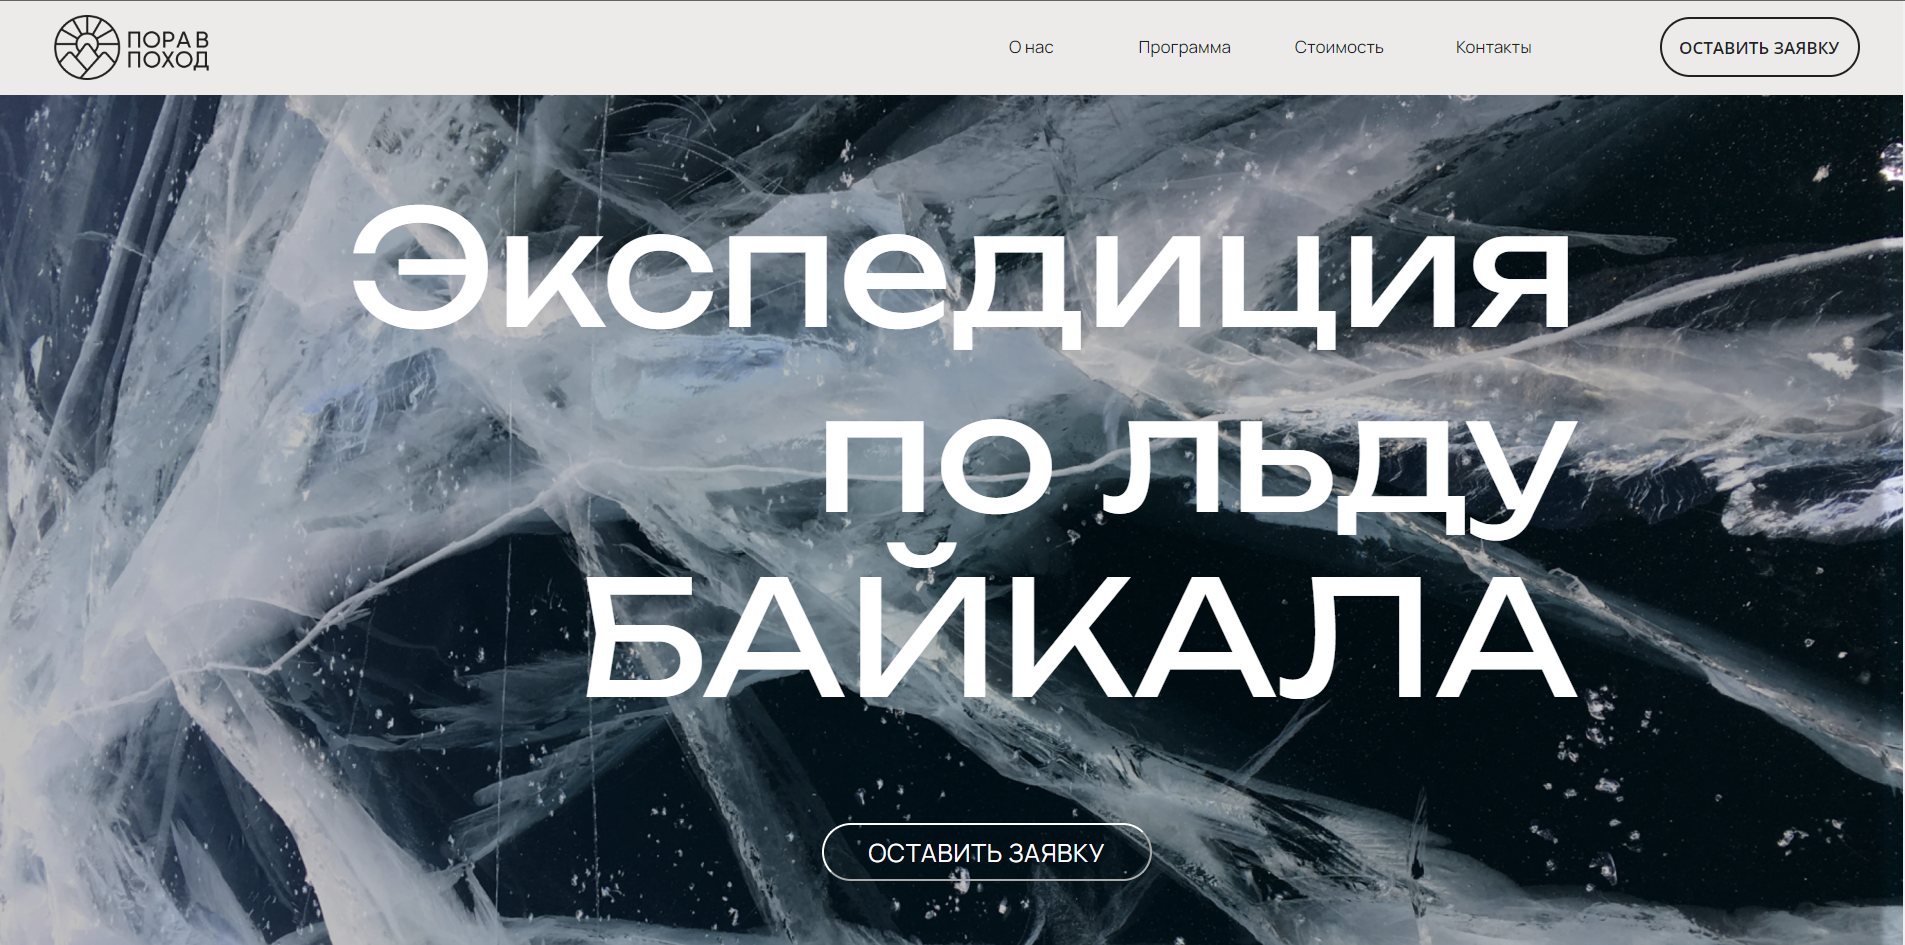 ПОРА В
ПОХОД
О нас
Программа
Стоимость
Контакты
ОСТАВИТЬ ЗАЯВКУ
Экспедиция
по льду
БАЙКАЛА
ОСТАВИТЬ ЗАЯВКУ